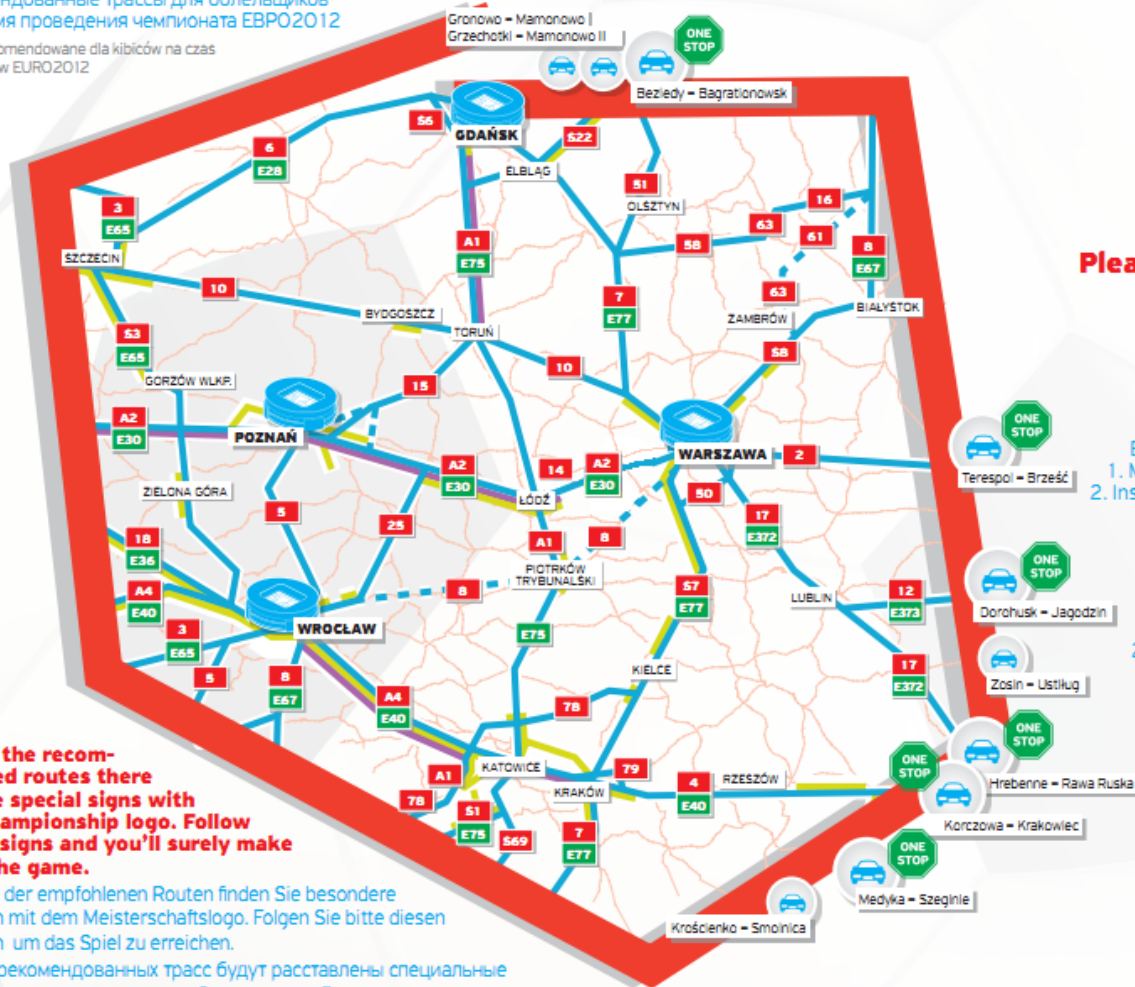 трассы для болельщиков
проведения чемпионата ЕВРО2012
dla kibiców na czas
w EURO2012
Gronowo - Mamonowo I
Grzechotki - Mamonowo II
ONE
STOP
Bezledy - Bagrationowsk
S6
GDAŃSK
S22
6
E28
ELBLĄG
51
OLSZTYN
16
3
E65
63
61
A1
E75
58
8
E67
SZCZECIN
Plea
10
63
7
E77
BYDGOSZCZ
ZAMBRÓW
BIAŁYSTOK
S3
E65
TORUŃ
S8
10
GORZÓW WLKP.
15
A2
E30
POZNAŃ
ONE
STOP
WARSZAWA
2
14
A2
E30
A2
E30
Terespol - Brześć
1.
ZIELONA GÓRA
50
ŁÓDŹ
2. Ins
5
25
17
E372
18
E36
A1
8
ONE
STOP
PIOTRKÓW
TRYBUNALSKI
A4
E40
8
S7
E77
LUBLIN
12
E373
Dorohusk - Jagodzin
WROCŁAW
3
E65
E75
5
8
E67
KIELCE
17
E372
Zosin - Ustiług
A4
E40
78
the recom-
ed routes there
special signs with
ampionship logo. Follow
signs and you'll surely make
he game.
ONE
STOP
ONE
STOP
A1
KATOWICE
79
RZESZÓW
Hrebenne - Rawa Ruska
78
KRAKÓW
4
E40
S1
E75
Korczowa - Krakowiec
S69
7
E77
ONE
STOP
Medyka - Szeginie
der empfohlenen Routen finden Sie besondere
mit dem Meisterschaftslogo. Folgen Sie bitte diesen
um das Spiel zu erreichen.
Krościenko - Smolnica
рекомендованных трасс будут расставлены специальные